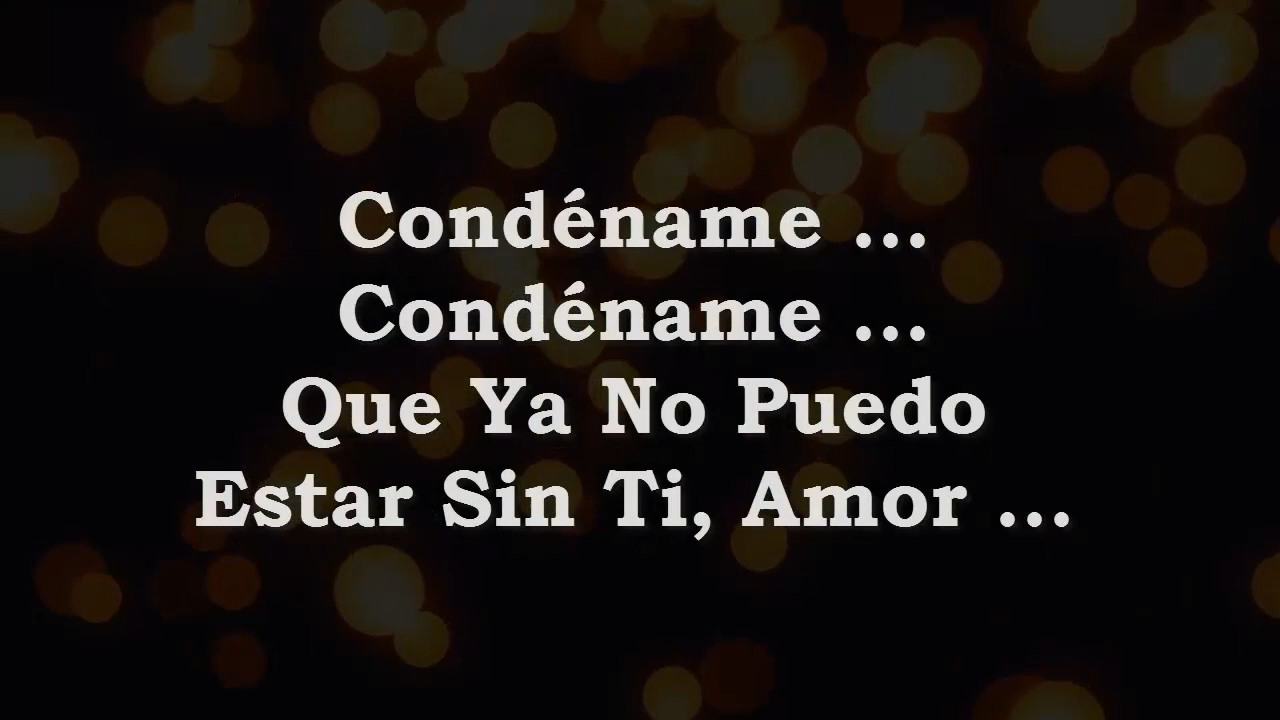 Condéname ...
Condéname ...
Que Ya No Puedo
Estar Sin Ti, Amor ...